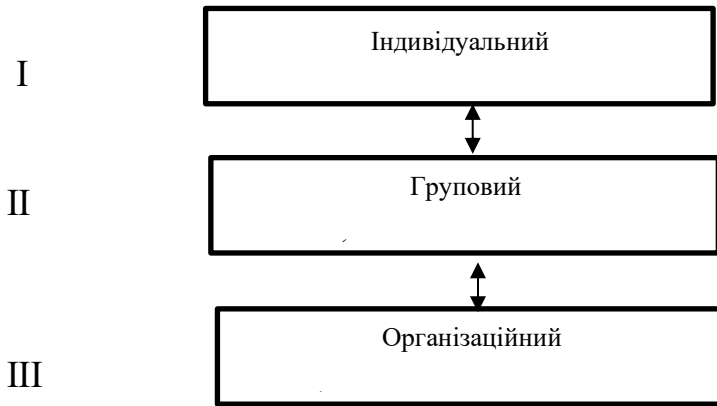 Індивідуальний
I
Груповий
II
Організаційний
III